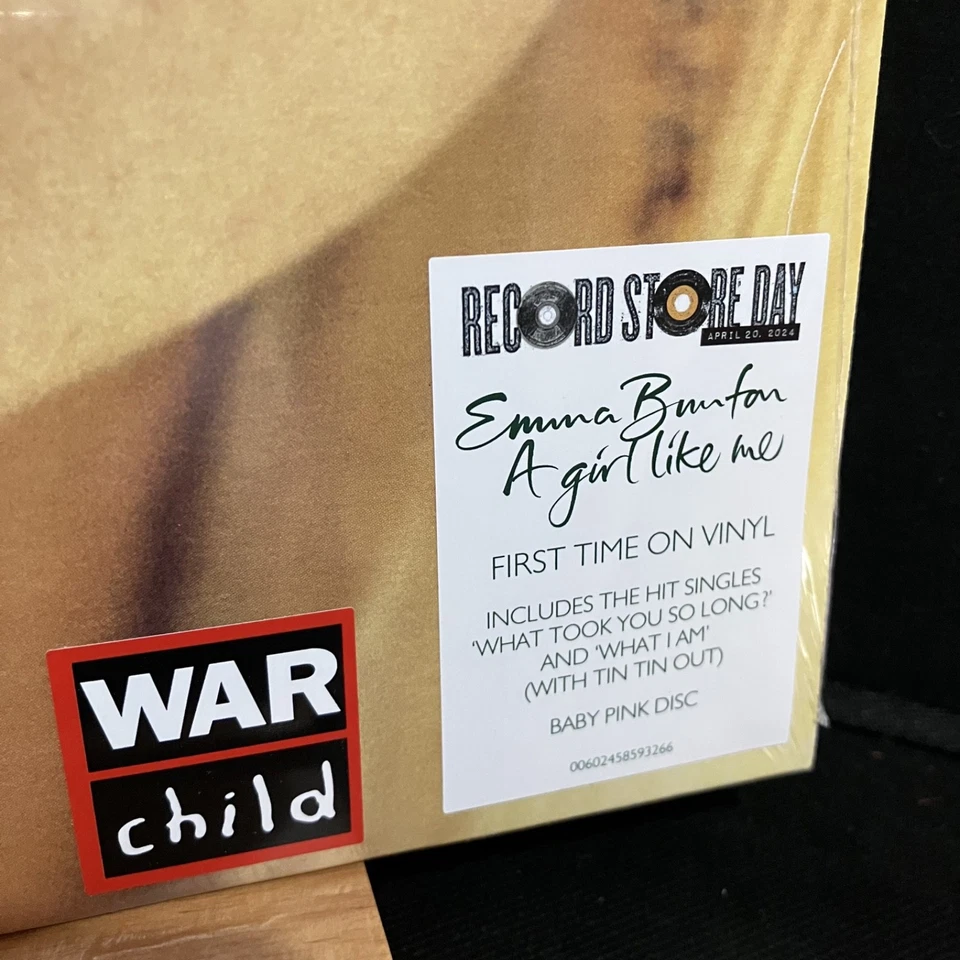 RECORD STORE DAY
APRIL 20. 2024
Emma Bunton
A girl like me
FIRST TIME ON VINYL
INCLUDES THE HIT SINGLES
'WHAT TOOK YOU SO LONG?'
AND 'WHAT I AM'
(WITH TIN TIN OUT)
BABY PINK DISC
00602458593266
WAR
child